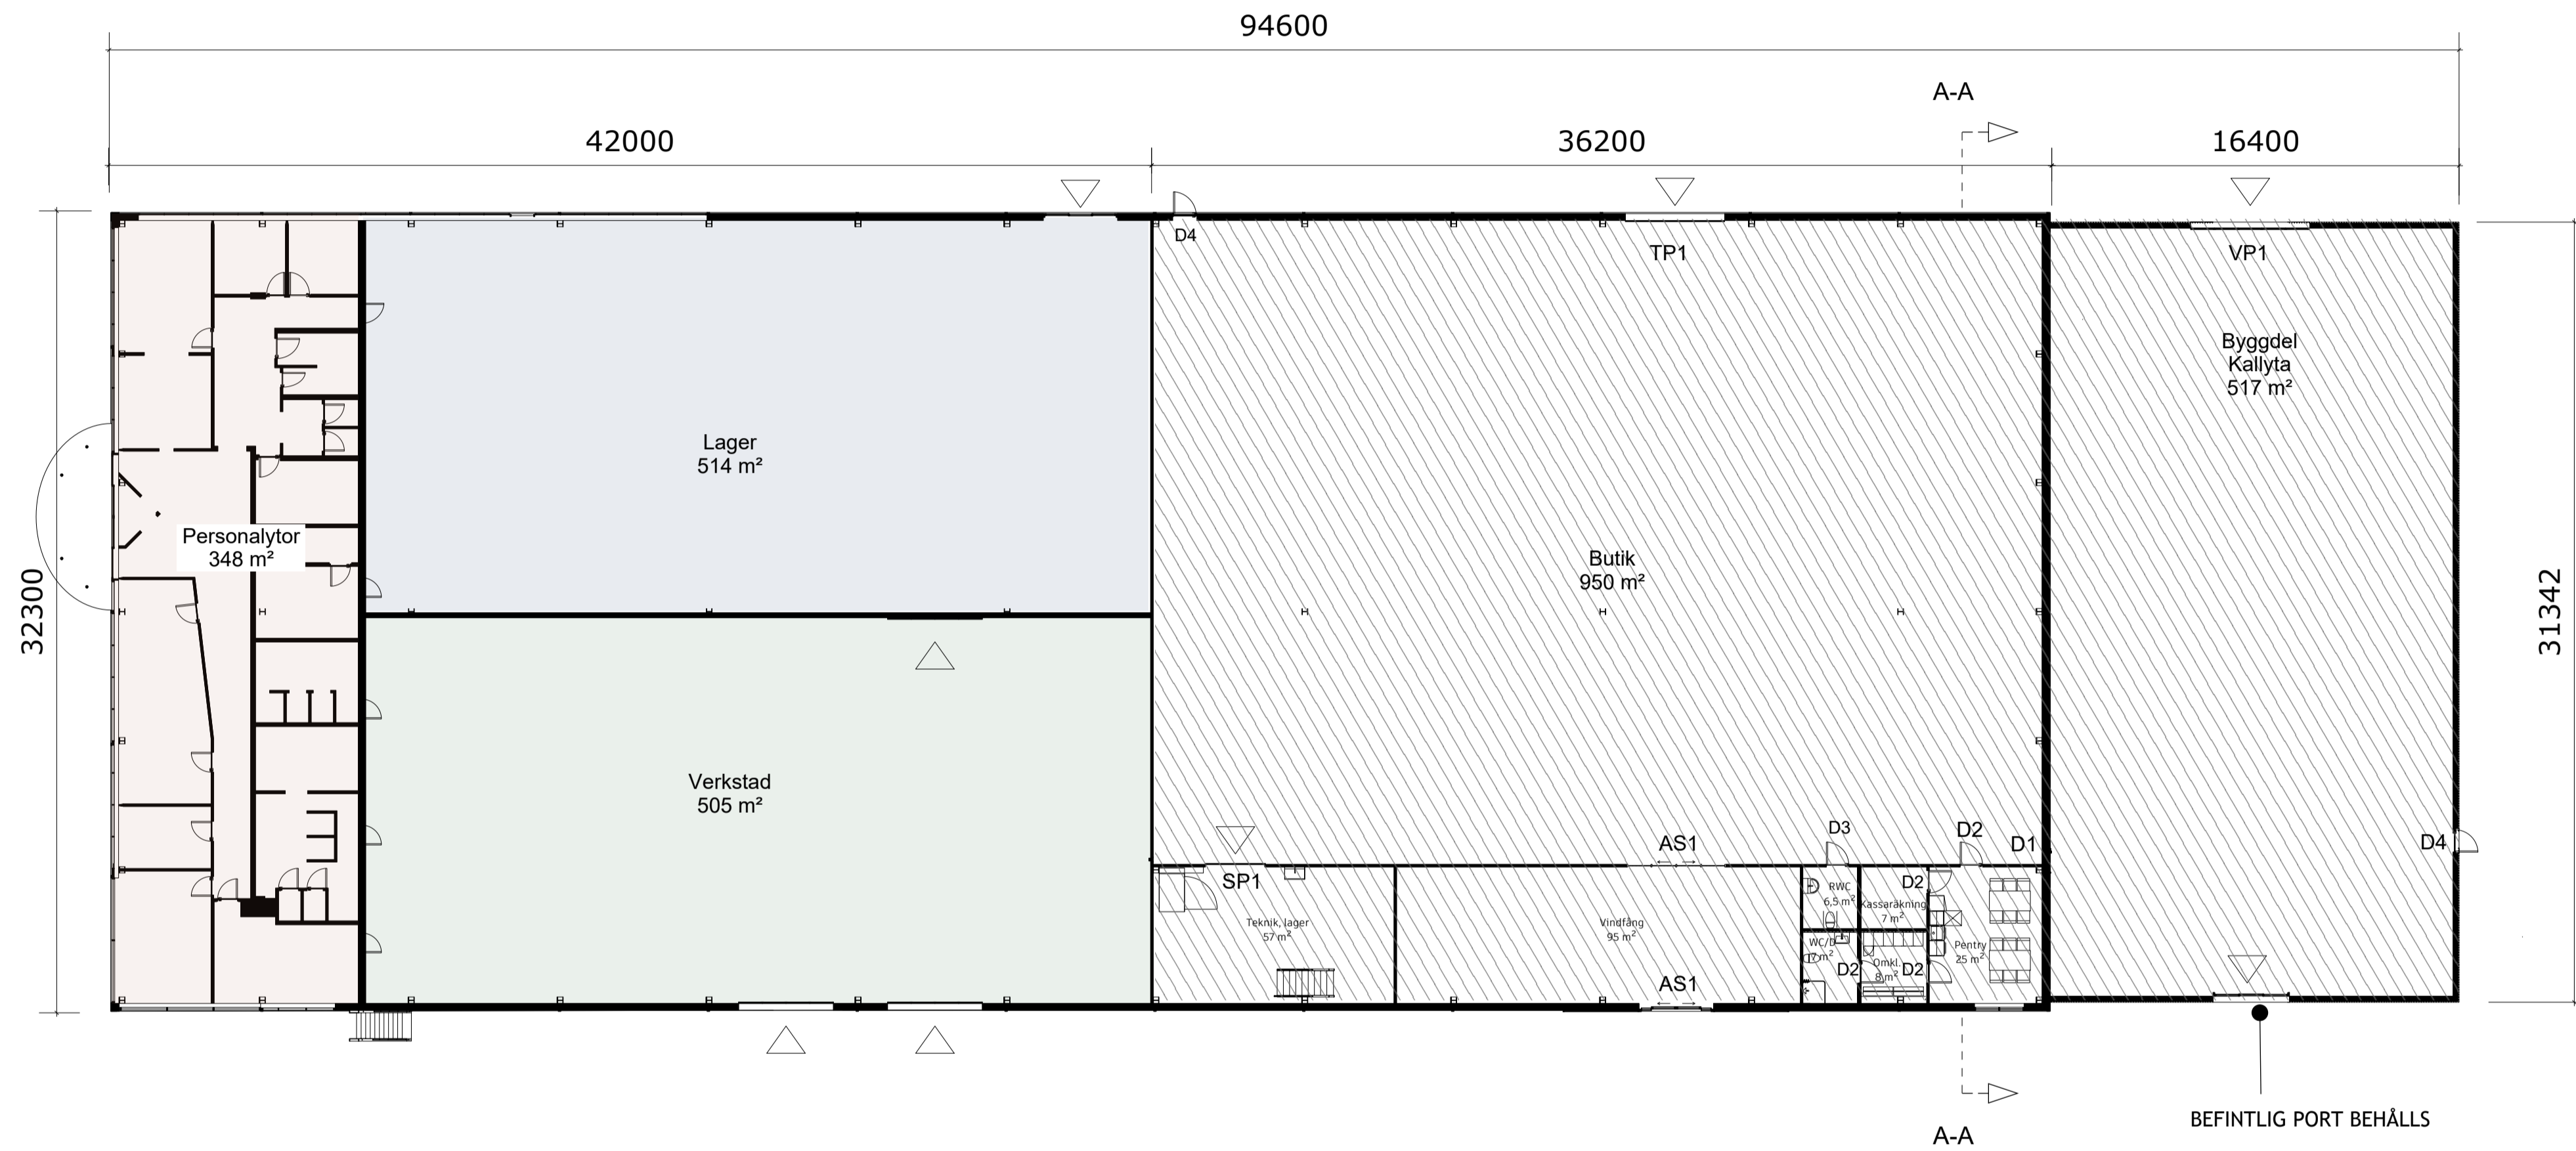 94600
A-A
42000
36200
16400
D4
TP1
VP1
Byggdel
Kallyta
517 m²
Lager
514 m²
Personalytor
348 m²
Butik
950 m²
32300
31342
Verkstad
505 m²
AS1
D3
D2
D1
D4
SP1
D2
RWC
6,5 m²
Kassaräkning
7 m²
Teknik, lager
57 m²
Vindfång
95 m²
WC/D
7 m²
D2
Omkl.
8 m²
D2
Pentry
25 m²
AS1
BEFINTLIG PORT BEHÅLLS
A-A